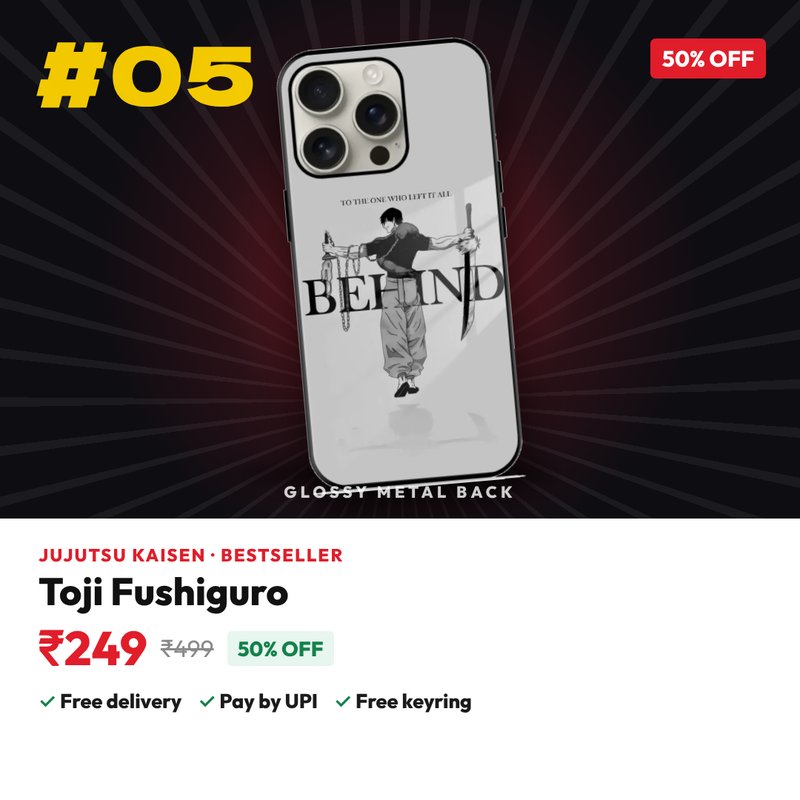 #05
50% OFF
TO THE ONE WHO LEFT IT ALL
BEHIND
GLOSSY METAL BACK
JUJUTSU KAISEN · BESTSELLER
Toji Fushiguro
₹249 ₹499 50% OFF
✓ Free delivery ✓ Pay by UPI ✓ Free keyring